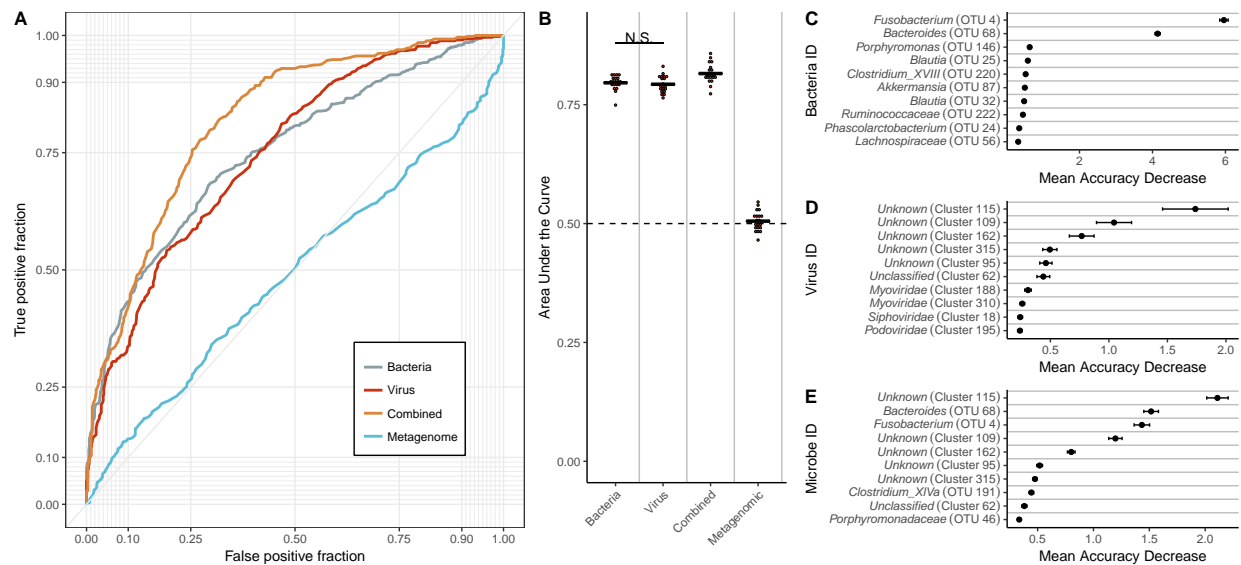 A
1.00
0.90
0.75
0.50
0.25
0.10
0.00
True positive fraction
0.00
0.10
0.25
0.50
0.75
0.90
1.00
False positive fraction
Bacteria
Virus
Combined
Metagenome
B
N.S.
0.75
0.50
0.25
0.00
Area Under the Curve
Bacteria
Virus
Combined
Metagenomic
C
Bacteria ID
Fusobacterium (OTU 4)
Bacteroides (OTU 68)
Porphyromonas (OTU 146)
Blautia (OTU 25)
Clostridium_XVIII (OTU 220)
Akkermansia (OTU 87)
Blautia (OTU 32)
Ruminococcaceae (OTU 222)
Phascolarctobacterium (OTU 24)
Lachnospiraceae (OTU 56)
2
4
6
Mean Accuracy Decrease
D
Virus ID
Unknown (Cluster 115)
Unknown (Cluster 109)
Unknown (Cluster 162)
Unknown (Cluster 315)
Unknown (Cluster 95)
Unclassified (Cluster 62)
Myoviridae (Cluster 188)
Myoviridae (Cluster 310)
Siphoviridae (Cluster 18)
Podoviridae (Cluster 195)
0.5
1.0
1.5
2.0
Mean Accuracy Decrease
E
Microbe ID
Unknown (Cluster 115)
Bacteroides (OTU 68)
Fusobacterium (OTU 4)
Unknown (Cluster 109)
Unknown (Cluster 162)
Unknown (Cluster 95)
Unknown (Cluster 315)
Clostridium_XIVa (OTU 191)
Unclassified (Cluster 62)
Porphyromonadaceae (OTU 46)
0.5
1.0
1.5
2.0
Mean Accuracy Decrease